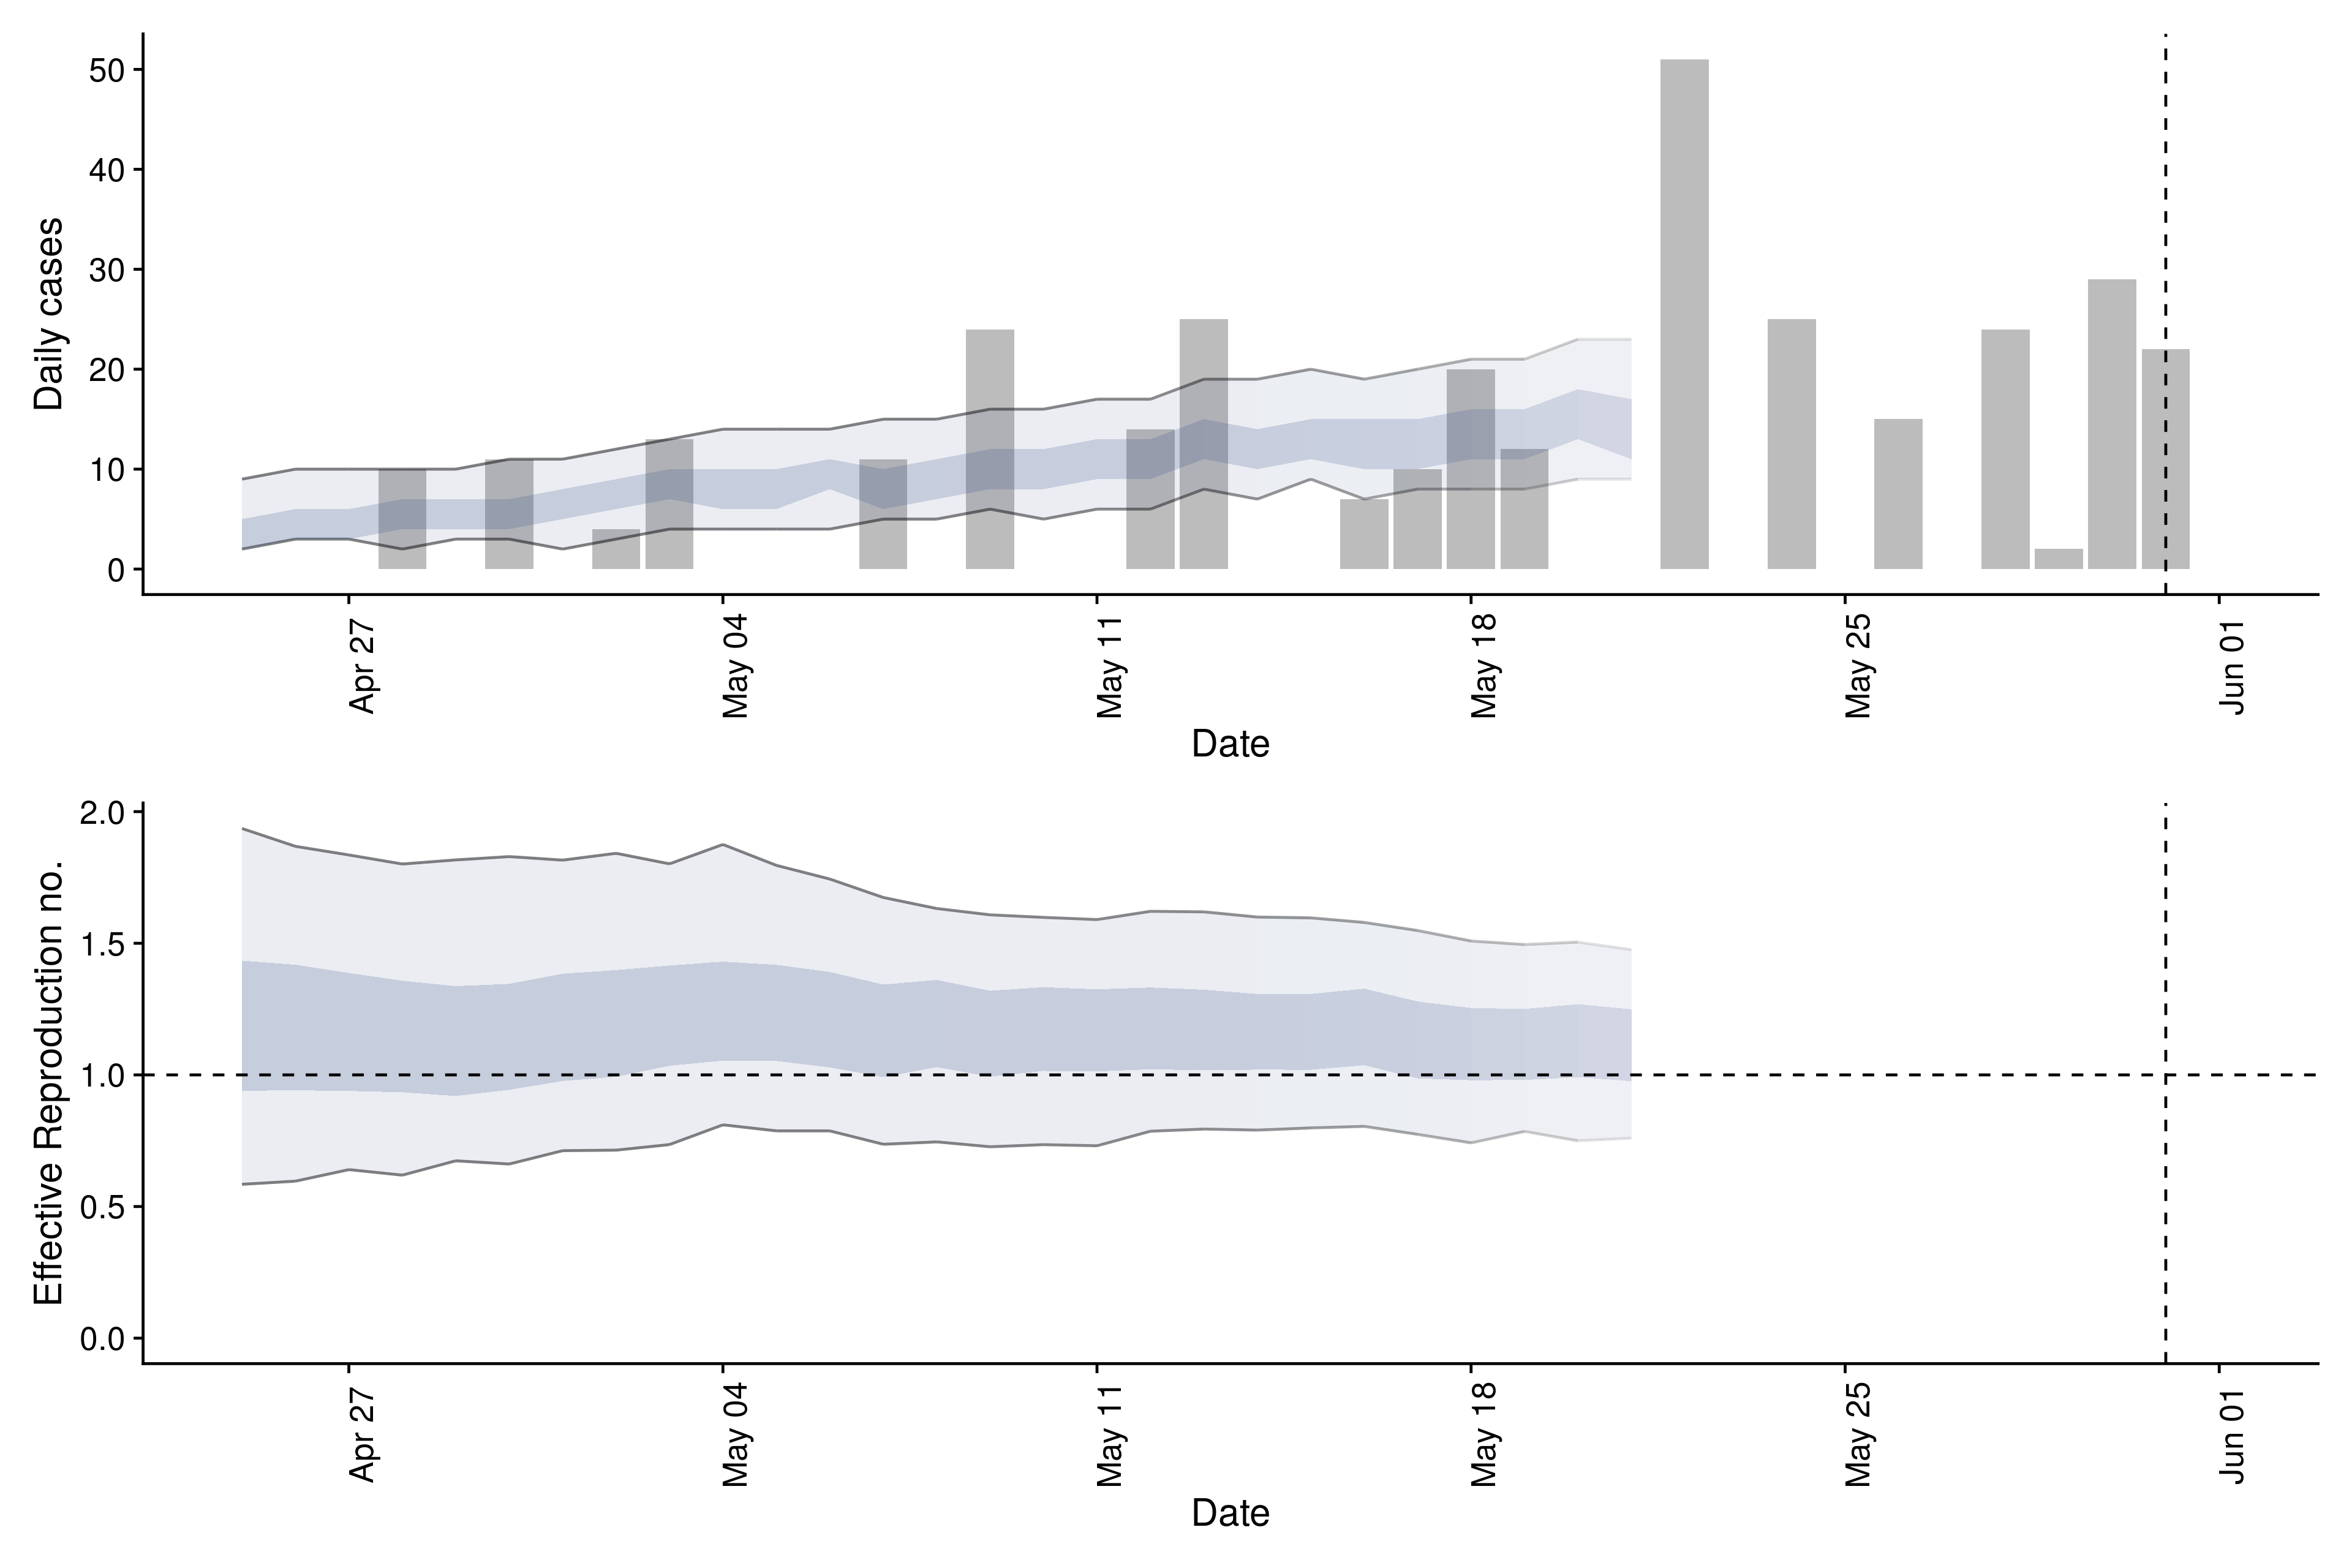 Daily cases
50
40
30
20
10
0
Apr 27
May 04
May 11
May 18
May 25
Jun 01
Date
Effective Reproduction no.
2.0
1.5
1.0
0.5
0.0
Apr 27
May 04
May 11
May 18
May 25
Jun 01
Date